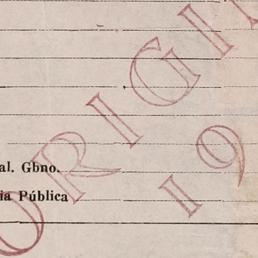 ORIGI
19
al. Gbno.
ia Pública